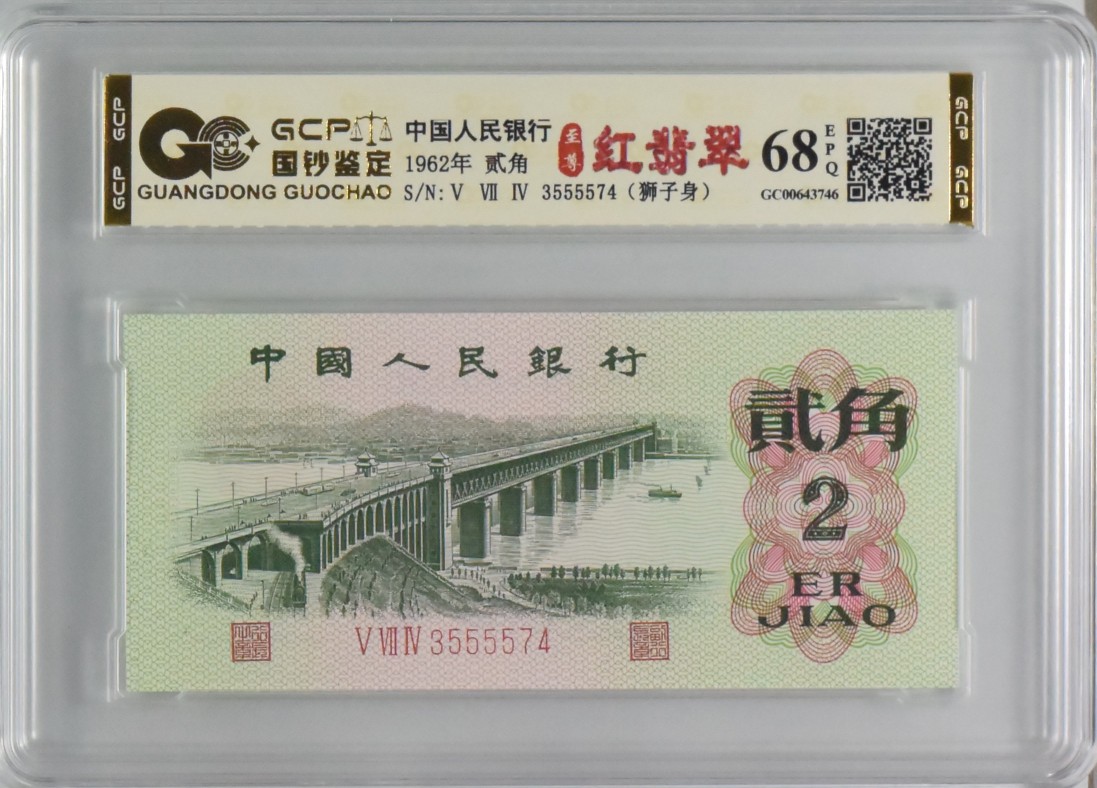 GCP
GCP
GCP
国钞鉴定
GUANGDONG GUOCHAO
中国人民银行
1962年 贰角
S/N: V VII IV 3555574 (狮子身)
至尊
红翡翠
68
EPQ
GC00643746
GCP
GCP
中國人民銀行
貳角
2
ER
JIAO
V VII IV 3555574